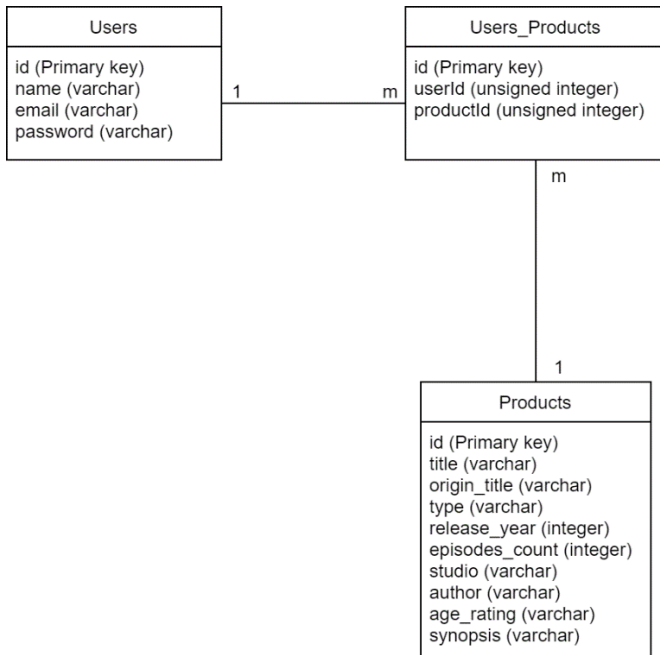 Users
id (Primary key)
name (varchar)
email (varchar)
password (varchar)
1
m
Users_Products
id (Primary key)
userId (unsigned integer)
productId (unsigned integer)
m
1
Products
id (Primary key)
title (varchar)
origin_title (varchar)
type (varchar)
release_year (integer)
episodes_count (integer)
studio (varchar)
author (varchar)
age_rating (varchar)
synopsis (varchar)